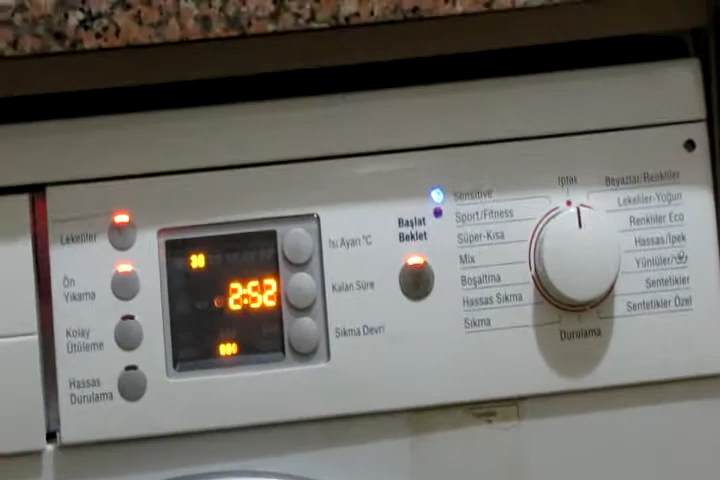 Lekeliler
Ön
Yıkama
Kolay
Ütüleme
Hassas
Durulama
30
2:52
Isı Ayarı °C
Kalan Süre
Sıkma Devri
Başlat
Beklet
Sensitive
Sport/Fitness
Süper-Kısa
Mix
Boşaltma
Hassas Sıkma
Sıkma
İptal
Beyazlar/Renkliler
Lekeliler-Yoğun
Renkliler Eco
Hassas/İpek
Yünlüler/
Sentetikler
Sentetikler Özel
Durulama